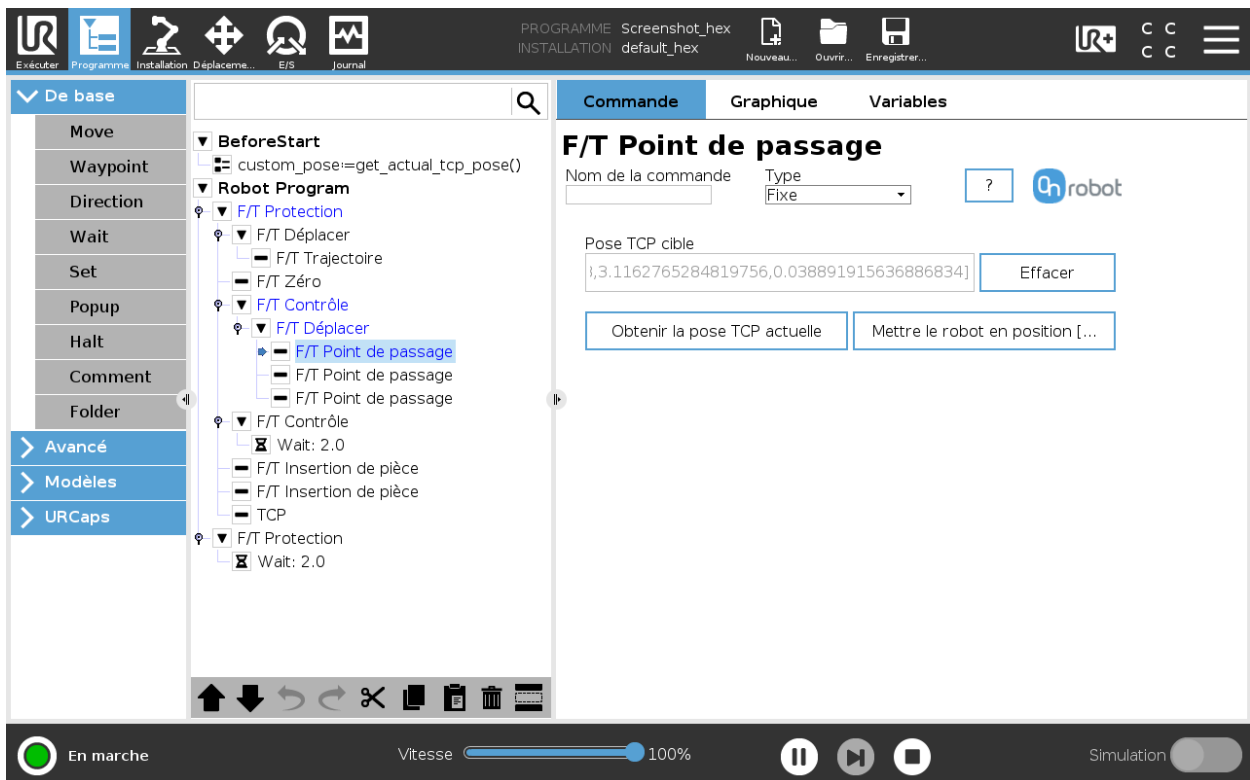 PROGRAMME Screenshot_hex
INSTALLATION default_hex
Exécuter
Programme
Installation
Déplaceme...
E/S
Journal
Nouveau...
Ouvrir...
Enregistrer...
UR+
C C
C C
De base
Move
Waypoint
Direction
Wait
Set
Popup
Halt
Comment
Folder
Avancé
Modèles
URCaps
BeforeStart
custom_pose:=get_actual_tcp_pose()
Robot Program
F/T Protection
F/T Déplacer
F/T Trajectoire
F/T Zéro
F/T Contrôle
F/T Déplacer
F/T Point de passage
F/T Point de passage
F/T Point de passage
F/T Contrôle
Wait: 2.0
F/T Insertion de pièce
F/T Insertion de pièce
TCP
F/T Protection
Wait: 2.0
Commande Graphique Variables
F/T Point de passage
Nom de la commande Type
Fixe
?
On robot
Pose TCP cible
,3.1162765284819756,0.038891915636886834]
Effacer
Obtenir la pose TCP actuelle
Mettre le robot en position [...
En marche
Vitesse 100%
Simulation